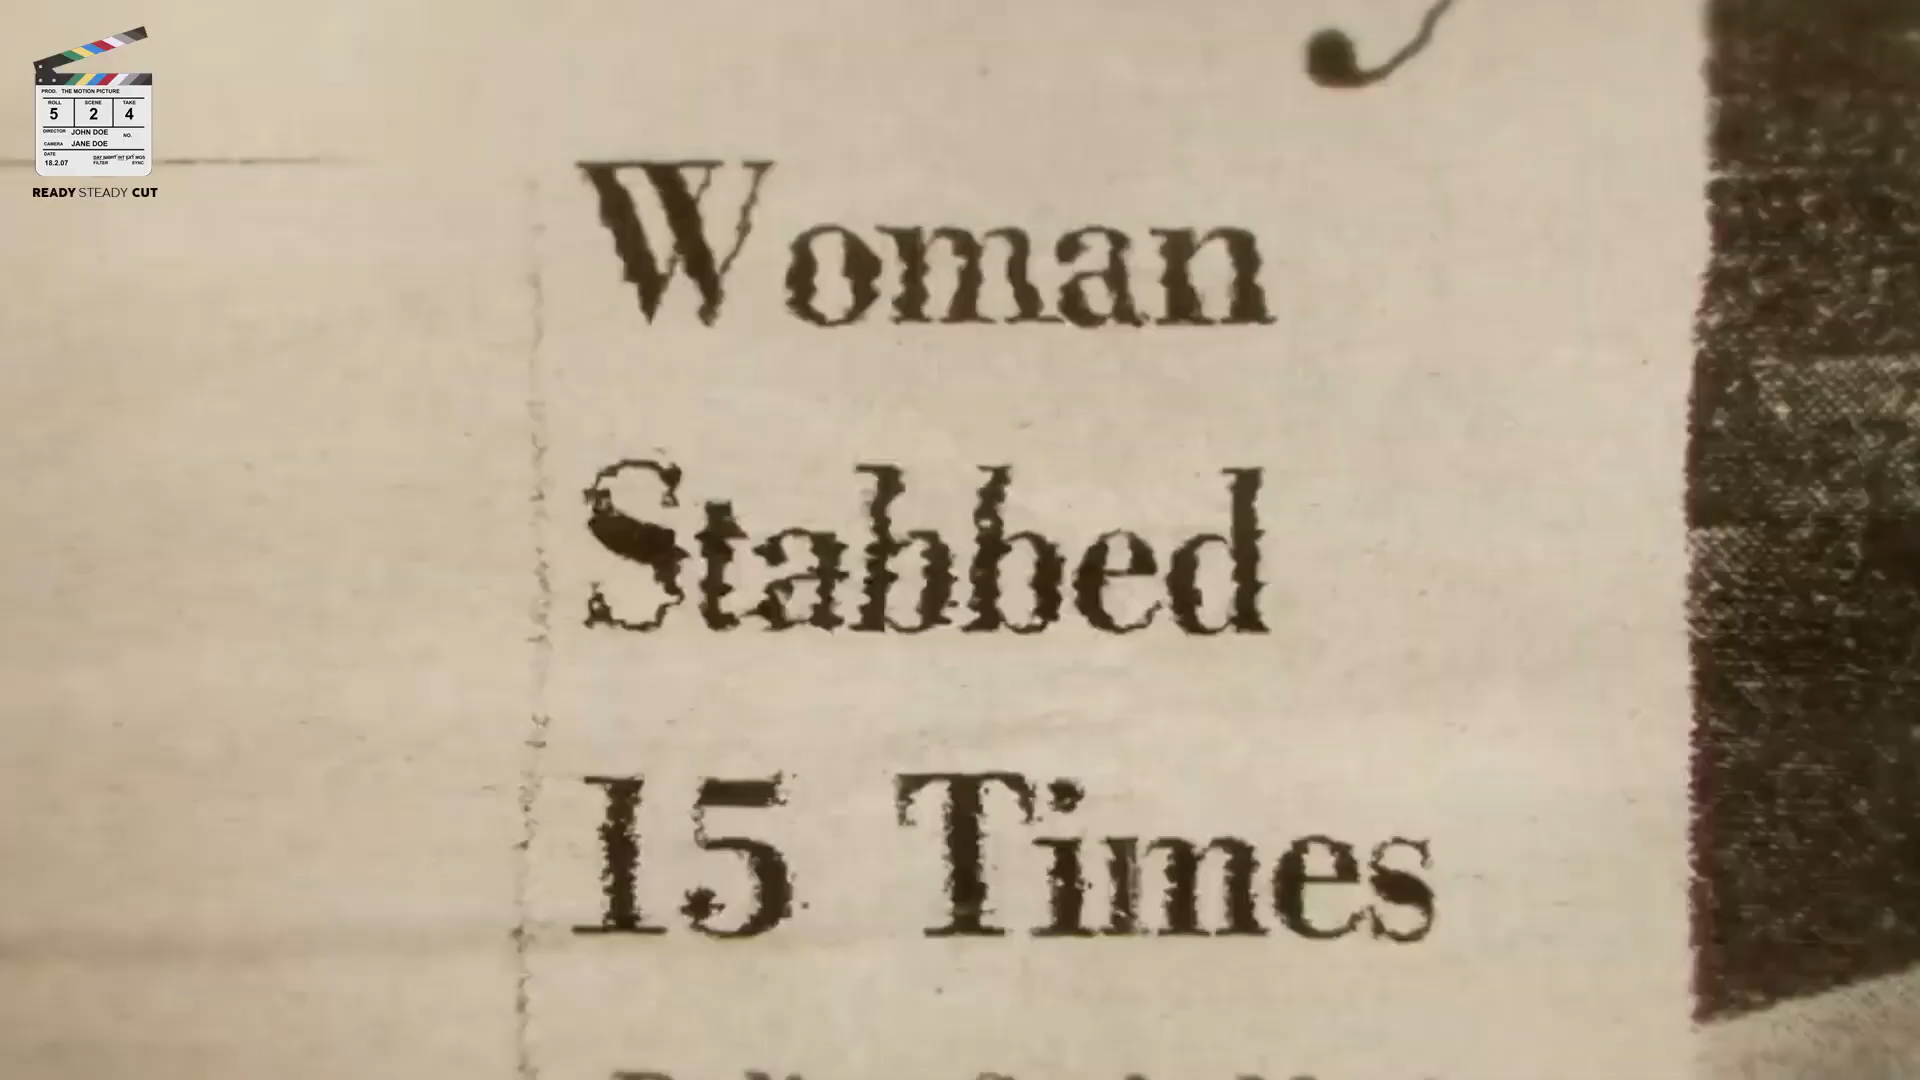 PROD. THE MOTION PICTURE
ROLL SCENE TAKE
5 2 4
DIRECTOR JOHN DOE NO.
CAMERA JANE DOE
DATE
18.2.07 DAY NIGHT INT EXT MOS
FILTER SYNC
READY STEADY CUT
Woman
Stabbed
15 Times